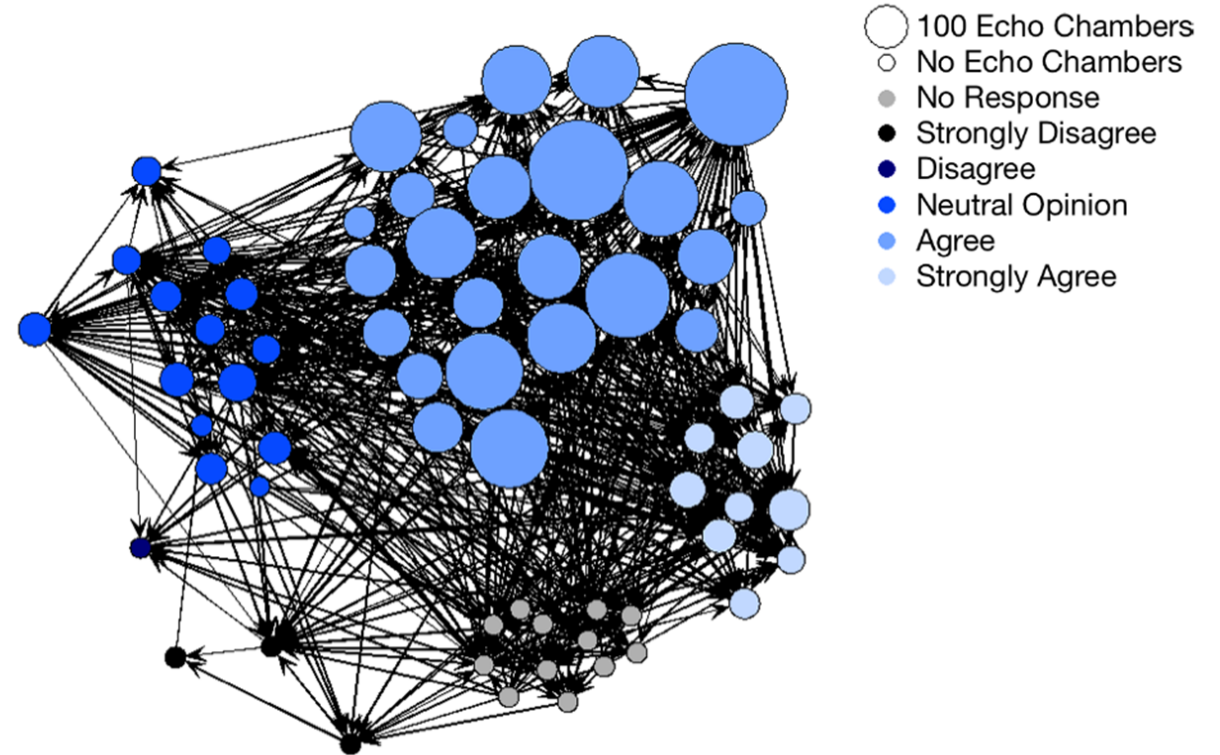 100 Echo Chambers
No Echo Chambers
No Response
Strongly Disagree
Disagree
Neutral Opinion
Agree
Strongly Agree